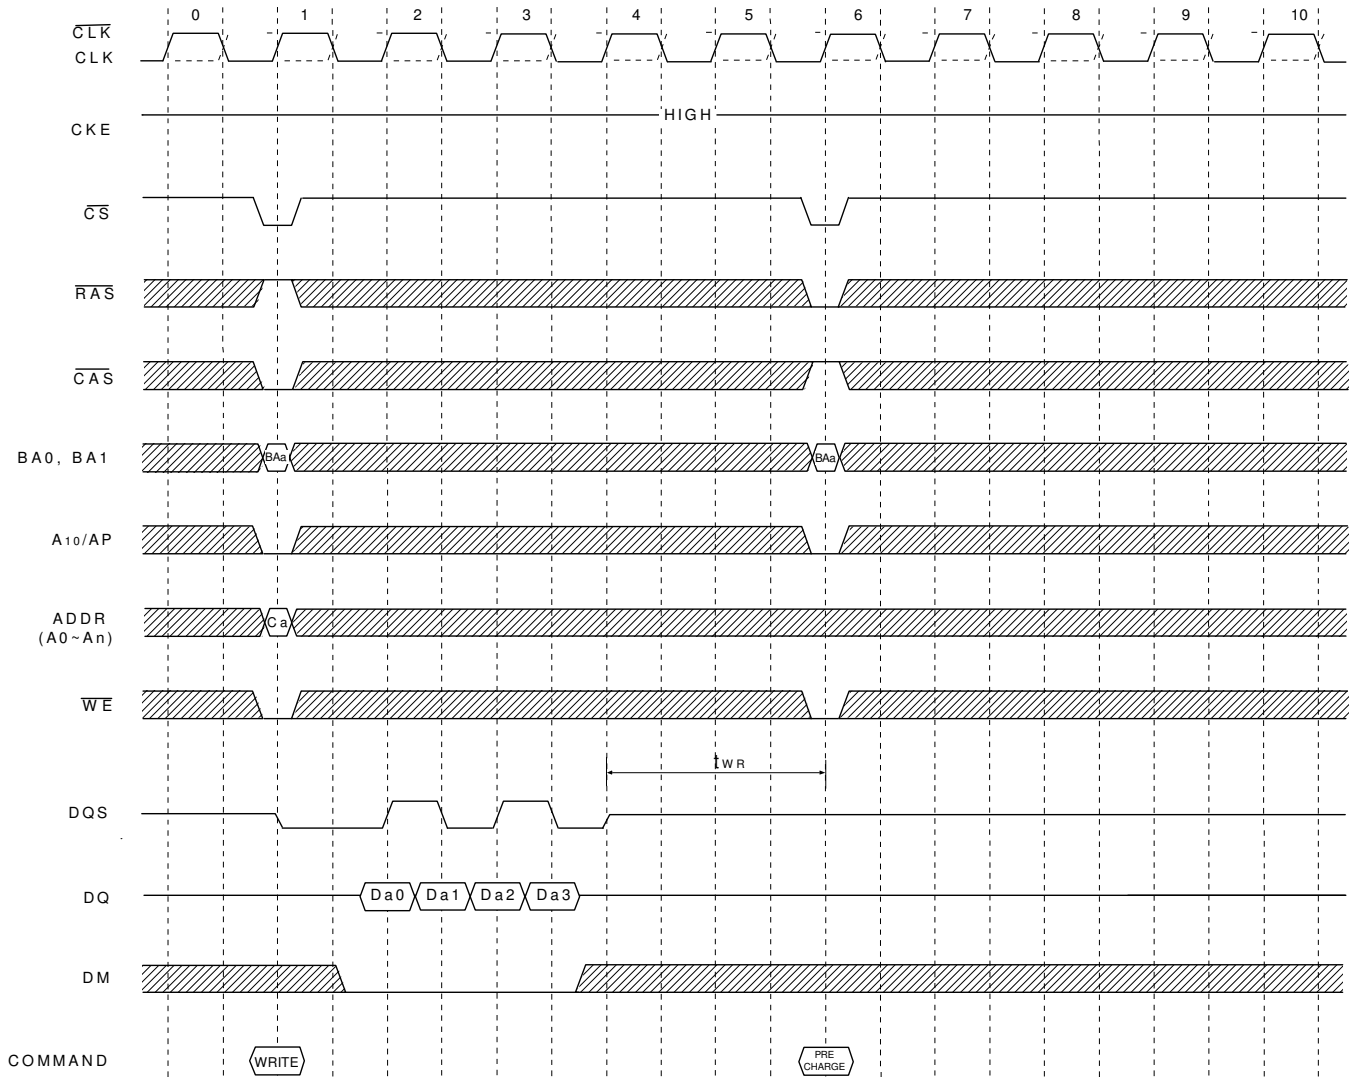 0 1 2 3 4 5 6 7 8 9 10
CLK
CLK
HIGH
CKE
CS
RAS
CAS
BA0, BA1 BAa BAa
A10/AP
ADDR Ca
(A0~An)
WE
tWR
DQS
DQ Da0 Da1 Da2 Da3
DM
COMMAND WRITE PRE CHARGE